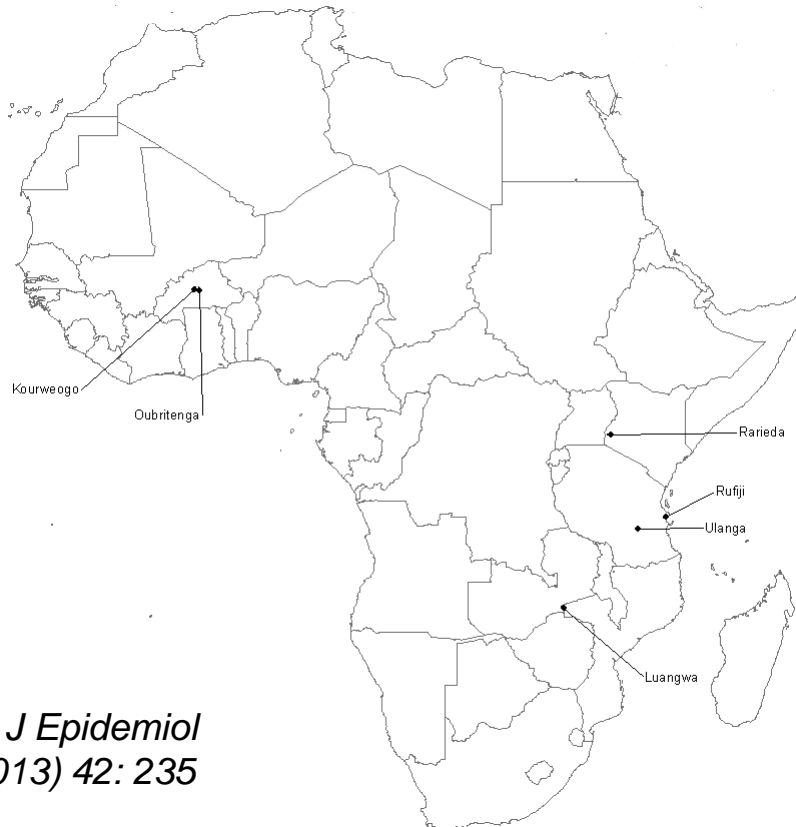 Kourweogo
Oubritenga
Rarieda
Rufiji
Ulanga
Luangwa
J Epidemiol
013) 42: 235